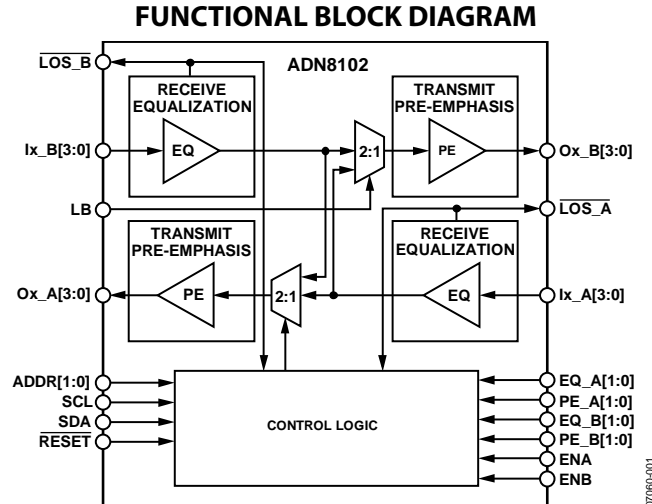 FUNCTIONAL BLOCK DIAGRAM
LOS_B
ADN8102
RECEIVE
EQUALIZATION
TRANSMIT
PRE-EMPHASIS
Ix_B[3:0]
EQ
2:1
PE
Ox_B[3:0]
LB
LOS_A
TRANSMIT
PRE-EMPHASIS
RECEIVE
EQUALIZATION
Ox_A[3:0]
PE
2:1
EQ
Ix_A[3:0]
ADDR[1:0]
SCL
SDA
RESET
CONTROL LOGIC
EQ_A[1:0]
PE_A[1:0]
EQ_B[1:0]
PE_B[1:0]
ENA
ENB
07060-001